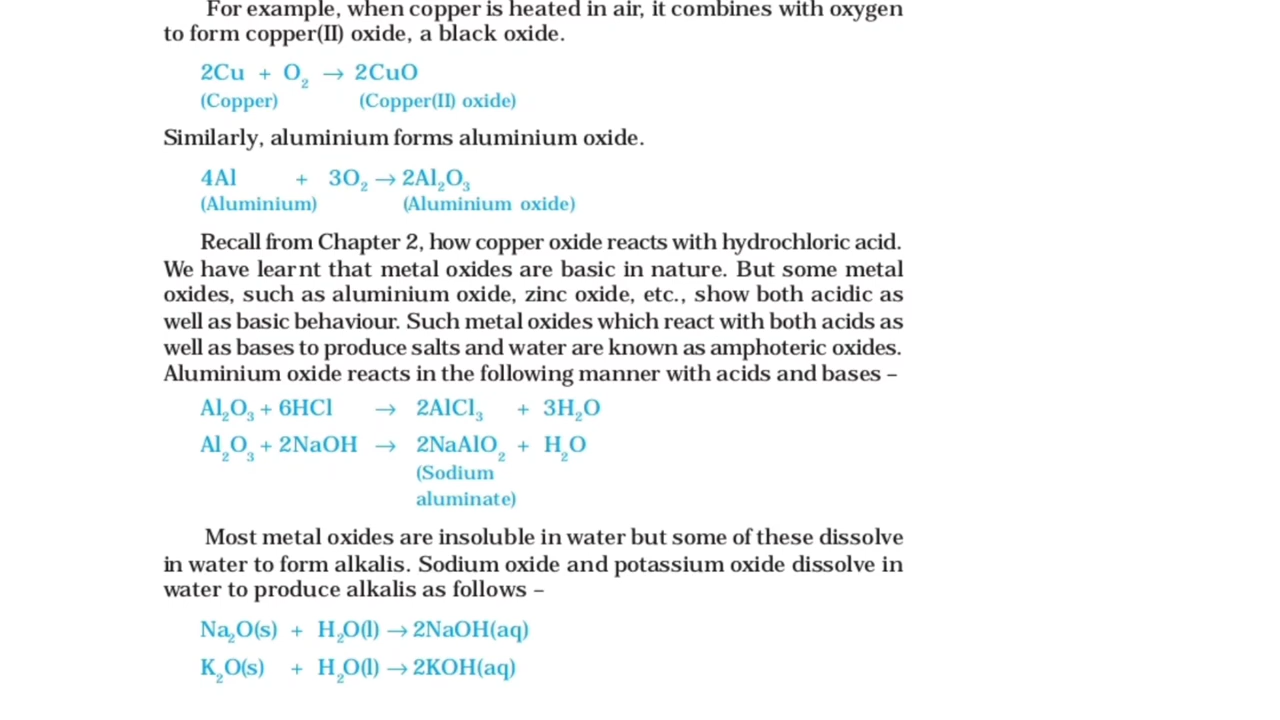 For example, when copper is heated in air, it combines with oxygen
to form copper(II) oxide, a black oxide.
2Cu + O₂ → 2CuO
(Copper) (Copper(II) oxide)
Similarly, aluminium forms aluminium oxide.
4Al + 3O₂ → 2Al₂O₃
(Aluminium) (Aluminium oxide)
Recall from Chapter 2, how copper oxide reacts with hydrochloric acid.
We have learnt that metal oxides are basic in nature. But some metal
oxides, such as aluminium oxide, zinc oxide, etc., show both acidic as
well as basic behaviour. Such metal oxides which react with both acids as
well as bases to produce salts and water are known as amphoteric oxides.
Aluminium oxide reacts in the following manner with acids and bases –
Al₂O₃ + 6HCl → 2AlCl₃ + 3H₂O
Al₂O₃ + 2NaOH → 2NaAlO₂ + H₂O
(Sodium
aluminate)
Most metal oxides are insoluble in water but some of these dissolve
in water to form alkalis. Sodium oxide and potassium oxide dissolve in
water to produce alkalis as follows –
Na₂O(s) + H₂O(l) → 2NaOH(aq)
K₂O(s) + H₂O(l) → 2KOH(aq)